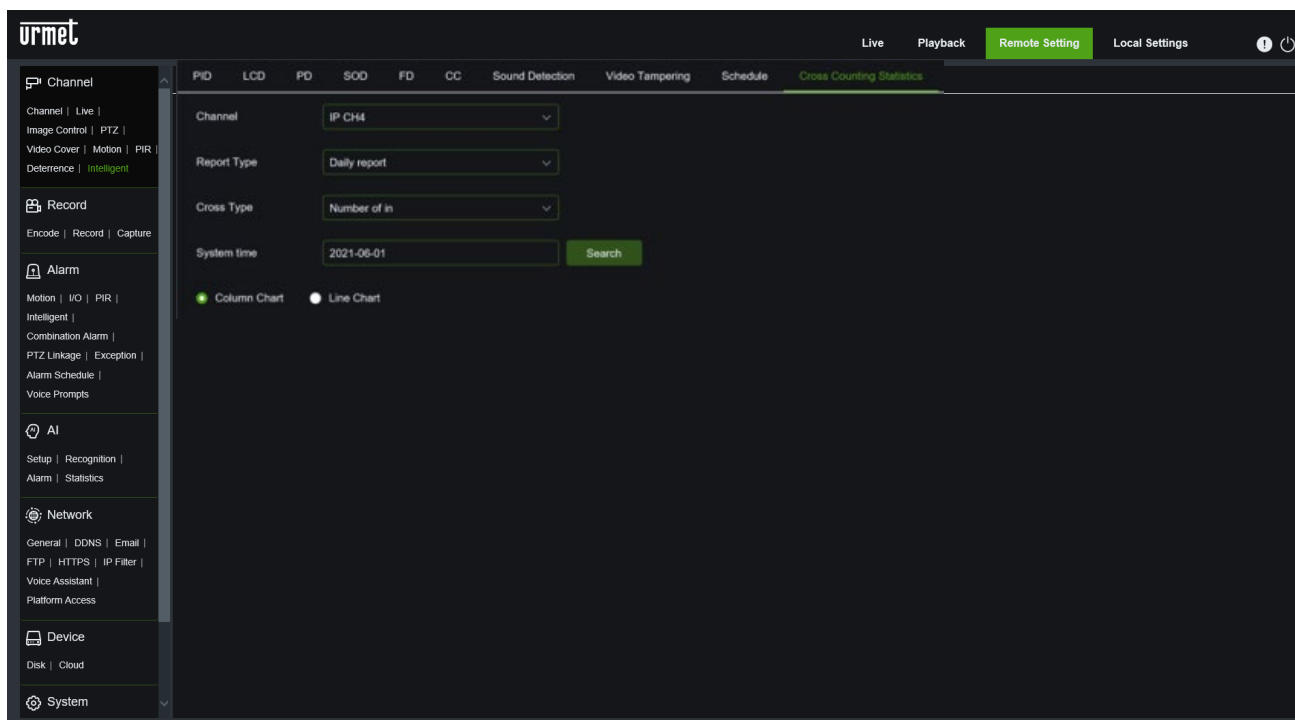 urmet
Live Playback Remote Setting Local Settings
Channel
Channel | Live |
Image Control | PTZ |
Video Cover | Motion | PIR |
Deterrence | Intelligent
Record
Encode | Record | Capture
Alarm
Motion | I/O | PIR |
Intelligent |
Combination Alarm |
PTZ Linkage | Exception |
Alarm Schedule |
Voice Prompts
AI
Setup | Recognition |
Alarm | Statistics
Network
General | DDNS | Email |
FTP | HTTPS | IP Filter |
Voice Assistant |
Platform Access
Device
Disk | Cloud
System
PID LCD PD SOD FD CC Sound Detection Video Tampering Schedule Cross Counting Statistics
Channel IP CH4
Report Type Daily report
Cross Type Number of in
System time 2021-06-01 Search
Column Chart Line Chart